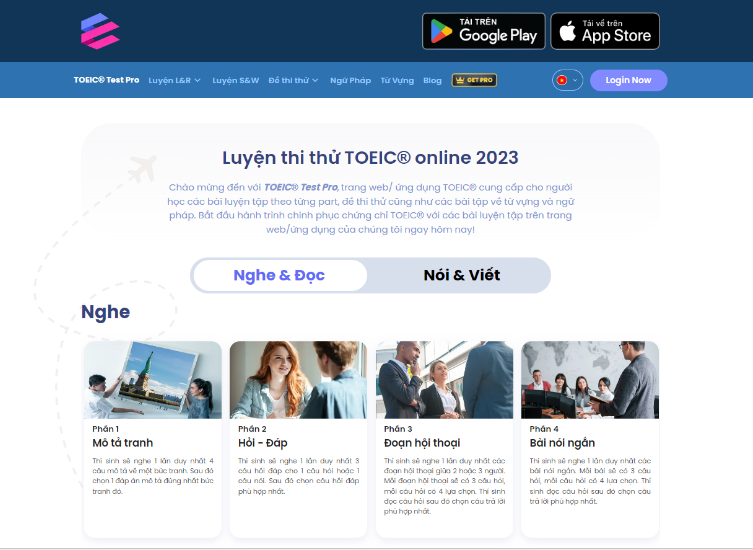 TẢI TRÊN
Google Play
Tải về trên
App Store
TOEIC® Test Pro Luyện L&R Luyện S&W Đề thi thử Ngữ Pháp Từ Vựng Blog GET PRO Login Now
Luyện thi thử TOEIC® online 2023
Chào mừng đến với TOEIC® Test Pro, trang web/ ứng dụng TOEIC® cung cấp cho người
học các bài luyện tập theo từng part, đề thi thử cũng như các bài tập về từ vựng và ngữ
pháp. Bắt đầu hành trình chinh phục chứng chỉ TOEIC® với các bài luyện tập trên trang
web/ứng dụng của chúng tôi ngay hôm nay!
Nghe & Đọc Nói & Viết
Nghe
Phần 1
Mô tả tranh
Thí sinh sẽ nghe 1 lần duy nhất 4
câu mô tả về một bức tranh. Sau đó
chọn 1 đáp án mô tả đúng nhất bức
tranh đó.
Phần 2
Hỏi - Đáp
Thí sinh sẽ nghe 1 lần duy nhất 3
câu hồi đáp cho 1 câu hỏi hoặc 1
câu nói. Sau đó chọn câu hồi đáp
phù hợp nhất.
Phần 3
Đoạn hội thoại
Thí sinh sẽ nghe 1 lần duy nhất các
đoạn hội thoại giữa 2 hoặc 3 người.
Mỗi đoạn hội thoại sẽ có 3 câu hỏi,
mỗi câu hỏi có 4 lựa chọn. Thí sinh
đọc câu hỏi sau đó chọn câu trả lời
phù hợp nhất.
Phần 4
Bài nói ngắn
Thí sinh sẽ nghe 1 lần duy nhất các
bài nói ngắn. Mỗi bài sẽ có 3 câu
hỏi, mỗi câu hỏi có 4 lựa chọn. Thí
sinh đọc câu hỏi sau đó chọn câu
trả lời phù hợp nhất.